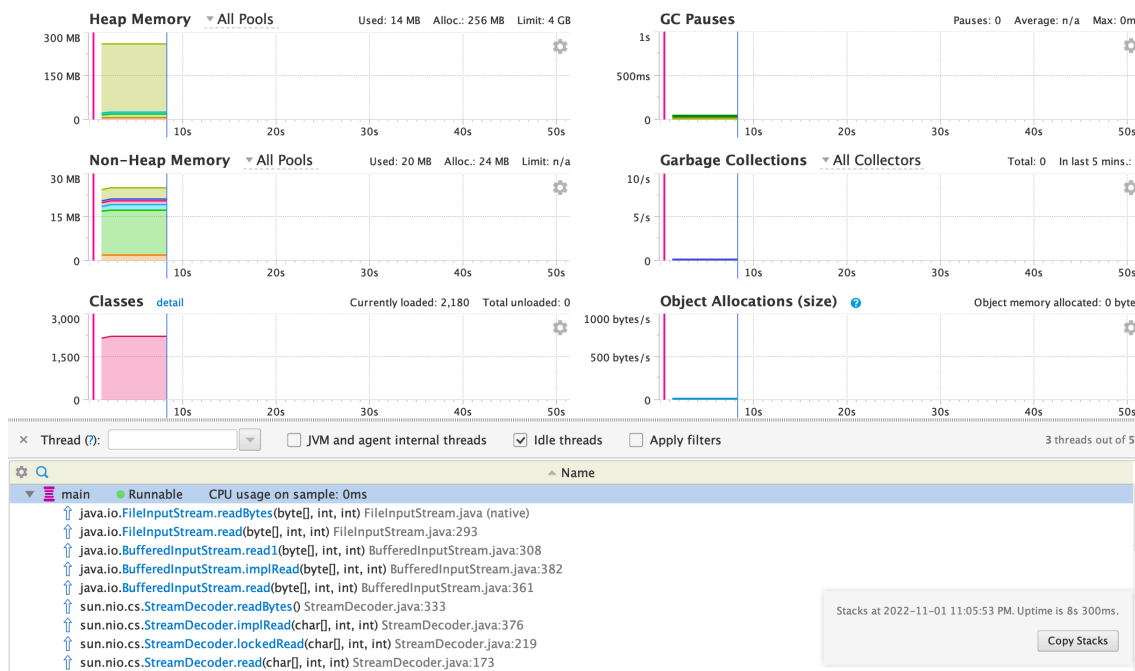 Heap Memory All Pools Used: 14 MB Alloc.: 256 MB Limit: 4 GB
300 MB
150 MB
0
10s 20s 30s 40s 50s
GC Pauses Pauses: 0 Average: n/a Max: 0m
1s
500ms
0
10s 20s 30s 40s 50s
Non-Heap Memory All Pools Used: 20 MB Alloc.: 24 MB Limit: n/a
30 MB
15 MB
0
10s 20s 30s 40s 50s
Garbage Collections All Collectors Total: 0 In last 5 mins.:
10/s
5/s
0
10s 20s 30s 40s 50s
Classes detail Currently loaded: 2,180 Total unloaded: 0
3,000
1,500
0
10s 20s 30s 40s 50s
Object Allocations (size) ? Object memory allocated: 0 byte
1000 bytes/s
500 bytes/s
0
10s 20s 30s 40s 50s
Thread (?): JVM and agent internal threads Idle threads Apply filters 3 threads out of 5
Name
main Runnable CPU usage on sample: 0ms
java.io.FileInputStream.readBytes(byte[], int, int) FileInputStream.java (native)
java.io.FileInputStream.read(byte[], int, int) FileInputStream.java:293
java.io.BufferedInputStream.read1(byte[], int, int) BufferedInputStream.java:308
java.io.BufferedInputStream.implRead(byte[], int, int) BufferedInputStream.java:382
java.io.BufferedInputStream.read(byte[], int, int) BufferedInputStream.java:361
sun.nio.cs.StreamDecoder.readBytes() StreamDecoder.java:333
sun.nio.cs.StreamDecoder.implRead(char[], int, int) StreamDecoder.java:376
sun.nio.cs.StreamDecoder.lockedRead(char[], int, int) StreamDecoder.java:219
sun.nio.cs.StreamDecoder.read(char[], int, int) StreamDecoder.java:173
Stacks at 2022-11-01 11:05:53 PM. Uptime is 8s 300ms.
Copy Stacks